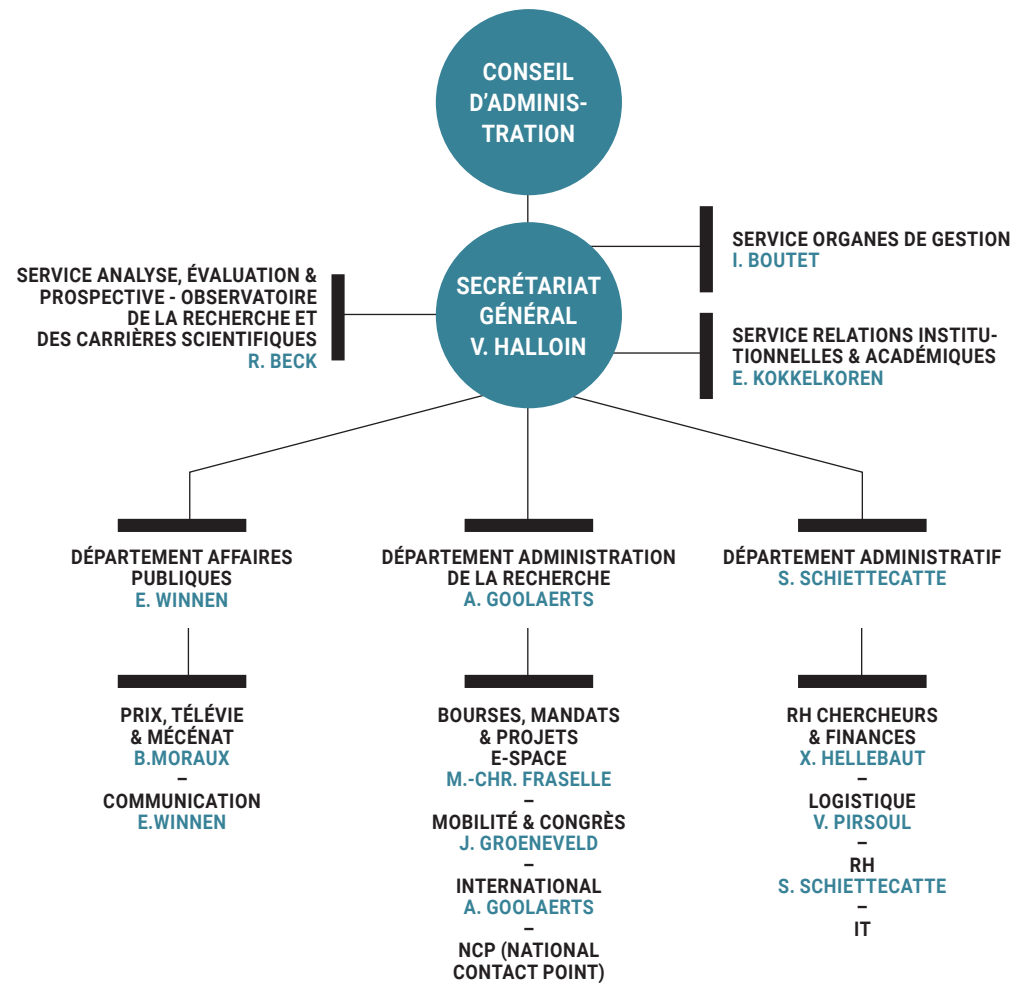 CONSEIL
D'ADMINIS-
TRATION
SECRÉTARIAT
GÉNÉRAL
V. HALLOIN
SERVICE ANALYSE, ÉVALUATION &
PROSPECTIVE - OBSERVATOIRE
DE LA RECHERCHE ET
DES CARRIÈRES SCIENTIFIQUES
R. BECK
SERVICE ORGANES DE GESTION
I. BOUTET
SERVICE RELATIONS INSTITU-
TIONNELLES & ACADÉMIQUES
E. KOKKELKOREN
DÉPARTEMENT AFFAIRES
PUBLIQUES
E. WINNEN
DÉPARTEMENT ADMINISTRATION
DE LA RECHERCHE
A. GOOLAERTS
DÉPARTEMENT ADMINISTRATIF
S. SCHIETTECATTE
PRIX, TÉLÉVIE
& MÉCÉNAT
B.MORAUX
–
COMMUNICATION
E.WINNEN
BOURSES, MANDATS
& PROJETS
E-SPACE
M.-CHR. FRASELLE
–
MOBILITÉ & CONGRÈS
J. GROENEVELD
–
INTERNATIONAL
A. GOOLAERTS
–
NCP (NATIONAL
CONTACT POINT)
RH CHERCHEURS
& FINANCES
X. HELLEBAUT
–
LOGISTIQUE
V. PIRSOUL
–
RH
S. SCHIETTECATTE
–
IT